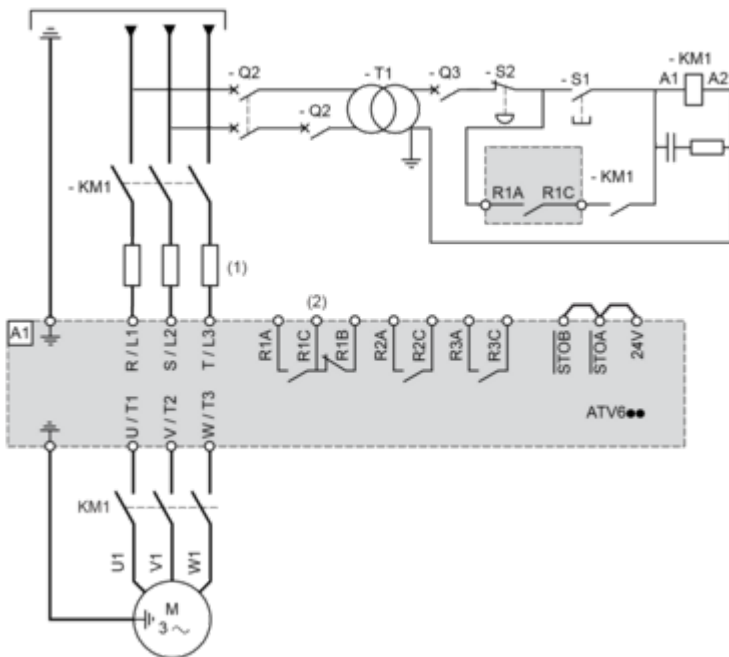 - Q2
- T1
- Q3
- S2
- S1
- KM1
A1
A2
- Q2
- KM1
R1A
R1C
- KM1
(1)
(2)
A1
R / L1
S / L2
T / L3
R1A
R1C
R1B
R2A
R2C
R3A
R3C
STOB
STOA
24V
U / T1
V / T2
W / T3
ATV6●●
KM1
U1
V1
W1
M
3 ~